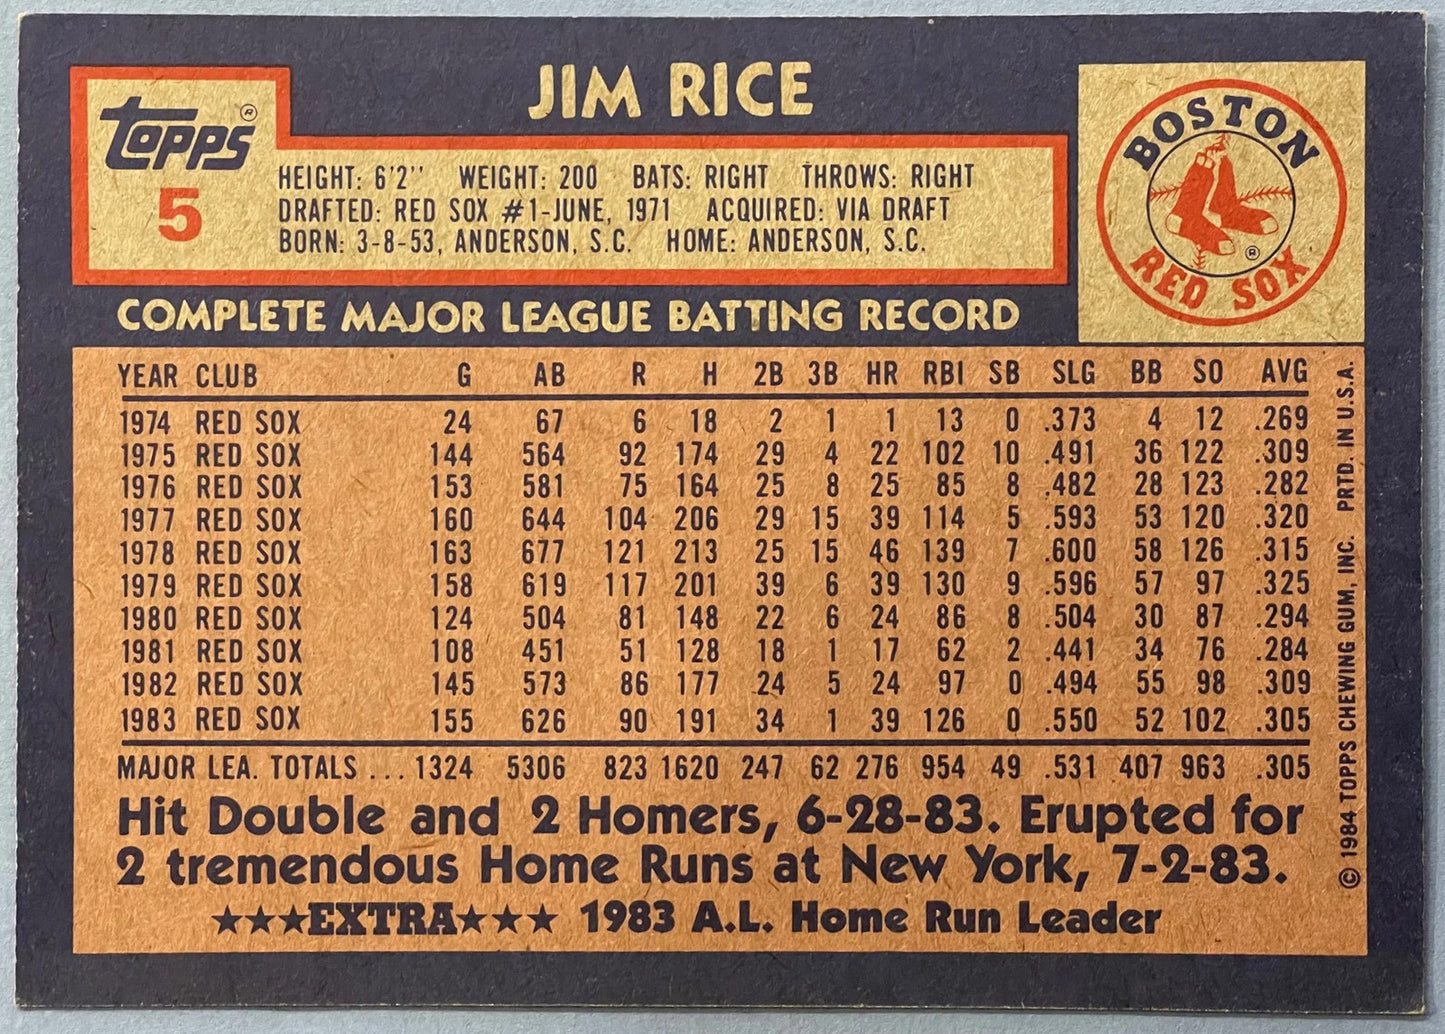 JIM RICE
Topps ®
5
HEIGHT: 6'2'' WEIGHT: 200 BATS: RIGHT THROWS: RIGHT
DRAFTED: RED SOX #1-JUNE, 1971 ACQUIRED: VIA DRAFT
BORN: 3-8-53, ANDERSON, S.C. HOME: ANDERSON, S.C.
BOSTON
RED SOX ®
COMPLETE MAJOR LEAGUE BATTING RECORD
YEAR CLUB G AB R H 2B 3B HR RBI SB SLG BB SO AVG
1974 RED SOX 24 67 6 18 2 1 1 13 0 .373 4 12 .269
1975 RED SOX 144 564 92 174 29 4 22 102 10 .491 36 122 .309
1976 RED SOX 153 581 75 164 25 8 25 85 8 .482 28 123 .282
1977 RED SOX 160 644 104 206 29 15 39 114 5 .593 53 120 .320
1978 RED SOX 163 677 121 213 25 15 46 139 7 .600 58 126 .315
1979 RED SOX 158 619 117 201 39 6 39 130 9 .596 57 97 .325
1980 RED SOX 124 504 81 148 22 6 24 86 8 .504 30 87 .294
1981 RED SOX 108 451 51 128 18 1 17 62 2 .441 34 76 .284
1982 RED SOX 145 573 86 177 24 5 24 97 0 .494 55 98 .309
1983 RED SOX 155 626 90 191 34 1 39 126 0 .550 52 102 .305
MAJOR LEA. TOTALS ... 1324 5306 823 1620 247 62 276 954 49 .531 407 963 .305
Hit Double and 2 Homers, 6-28-83. Erupted for
2 tremendous Home Runs at New York, 7-2-83.
★★★EXTRA★★★ 1983 A.L. Home Run Leader
© 1984 TOPPS CHEWING GUM, INC. PRTD. IN U.S.A.